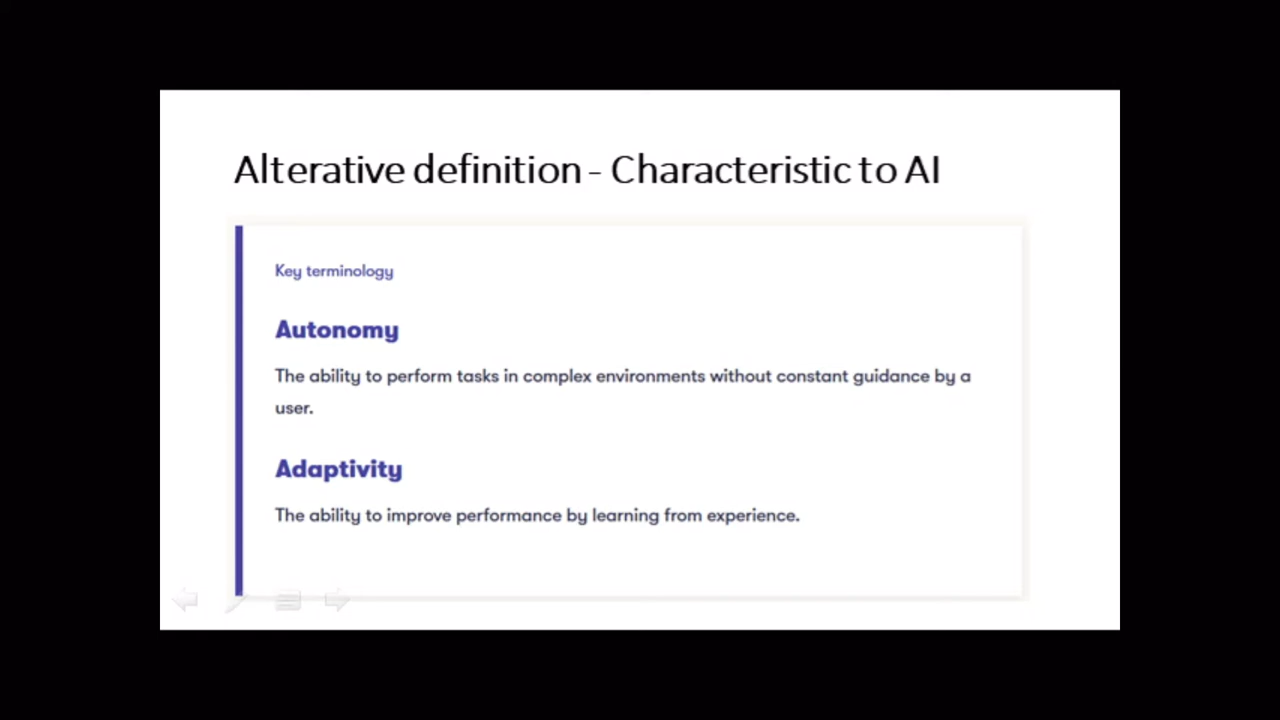 Alterative definition - Characteristic to AI
Key terminology
Autonomy
The ability to perform tasks in complex environments without constant guidance by a
user.
Adaptivity
The ability to improve performance by learning from experience.